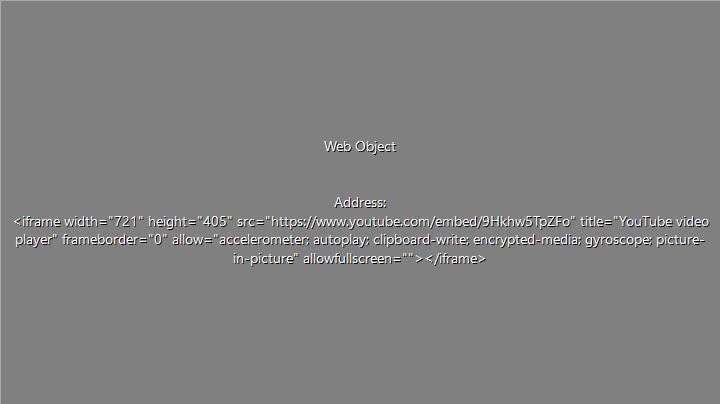 Web Object
Address:
<iframe width="721" height="405" src="https://www.youtube.com/embed/9Hkhw5TpZFo" title="YouTube video
player" frameborder="0" allow="accelerometer; autoplay; clipboard-write; encrypted-media; gyroscope; picture-
in-picture" allowfullscreen=""></iframe>